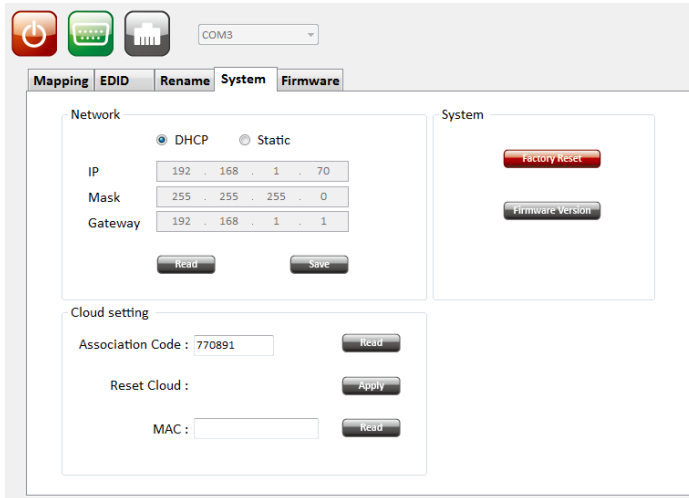 COM3
Mapping EDID Rename System Firmware
Network
DHCP Static
IP 192 . 168 . 1 . 70
Mask 255 . 255 . 255 . 0
Gateway 192 . 168 . 1 . 1
Read Save
System
Factory Reset
Firmware Version
Cloud setting
Association Code : 770891 Read
Reset Cloud : Apply
MAC : Read